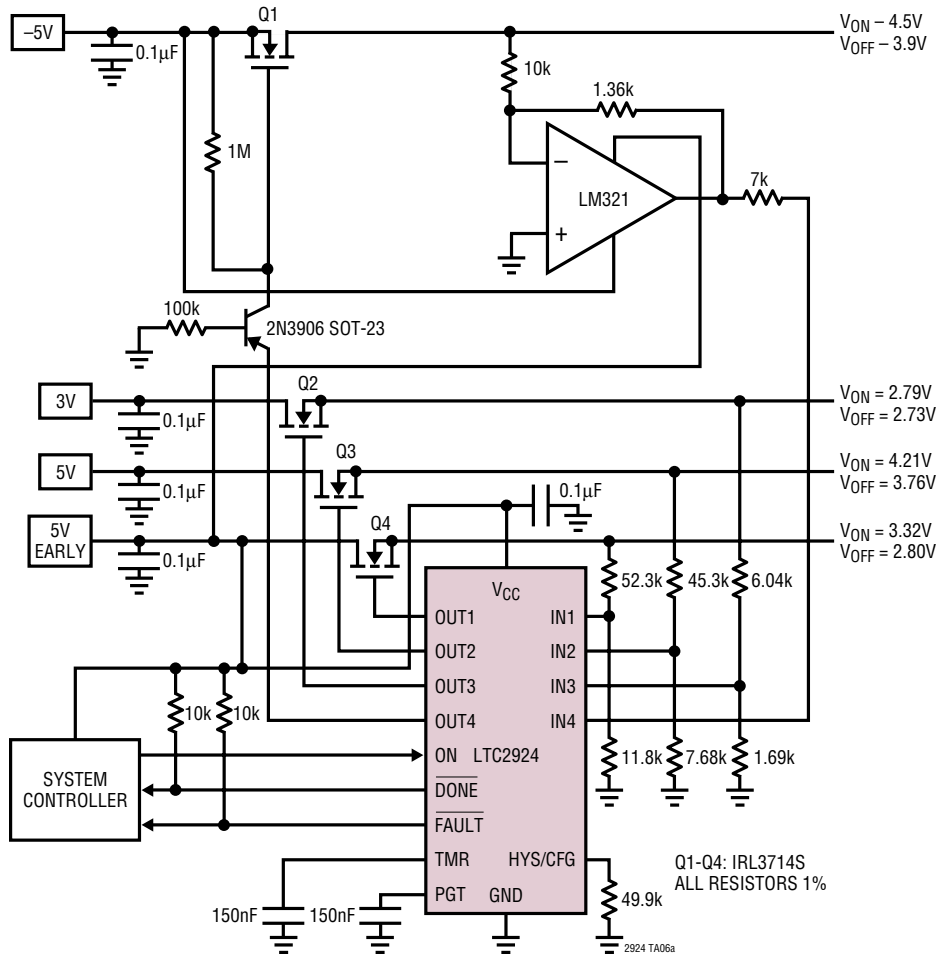 –5V
0.1µF
Q1
V_ON – 4.5V
V_OFF – 3.9V
10k
1.36k
1M
–
LM321
+
7k
100k
2N3906 SOT-23
3V
0.1µF
Q2
V_ON = 2.79V
V_OFF = 2.73V
5V
0.1µF
Q3
V_ON = 4.21V
V_OFF = 3.76V
5V
EARLY
0.1µF
Q4
0.1µF
V_ON = 3.32V
V_OFF = 2.80V
52.3k
45.3k
6.04k
V_CC
OUT1
IN1
OUT2
IN2
OUT3
IN3
OUT4
IN4
10k
10k
ON
LTC2924
11.8k
7.68k
1.69k
SYSTEM
CONTROLLER
DONE
FAULT
TMR
HYS/CFG
PGT
GND
150nF
150nF
49.9k
Q1-Q4: IRL3714S
ALL RESISTORS 1%
2924 TA06a